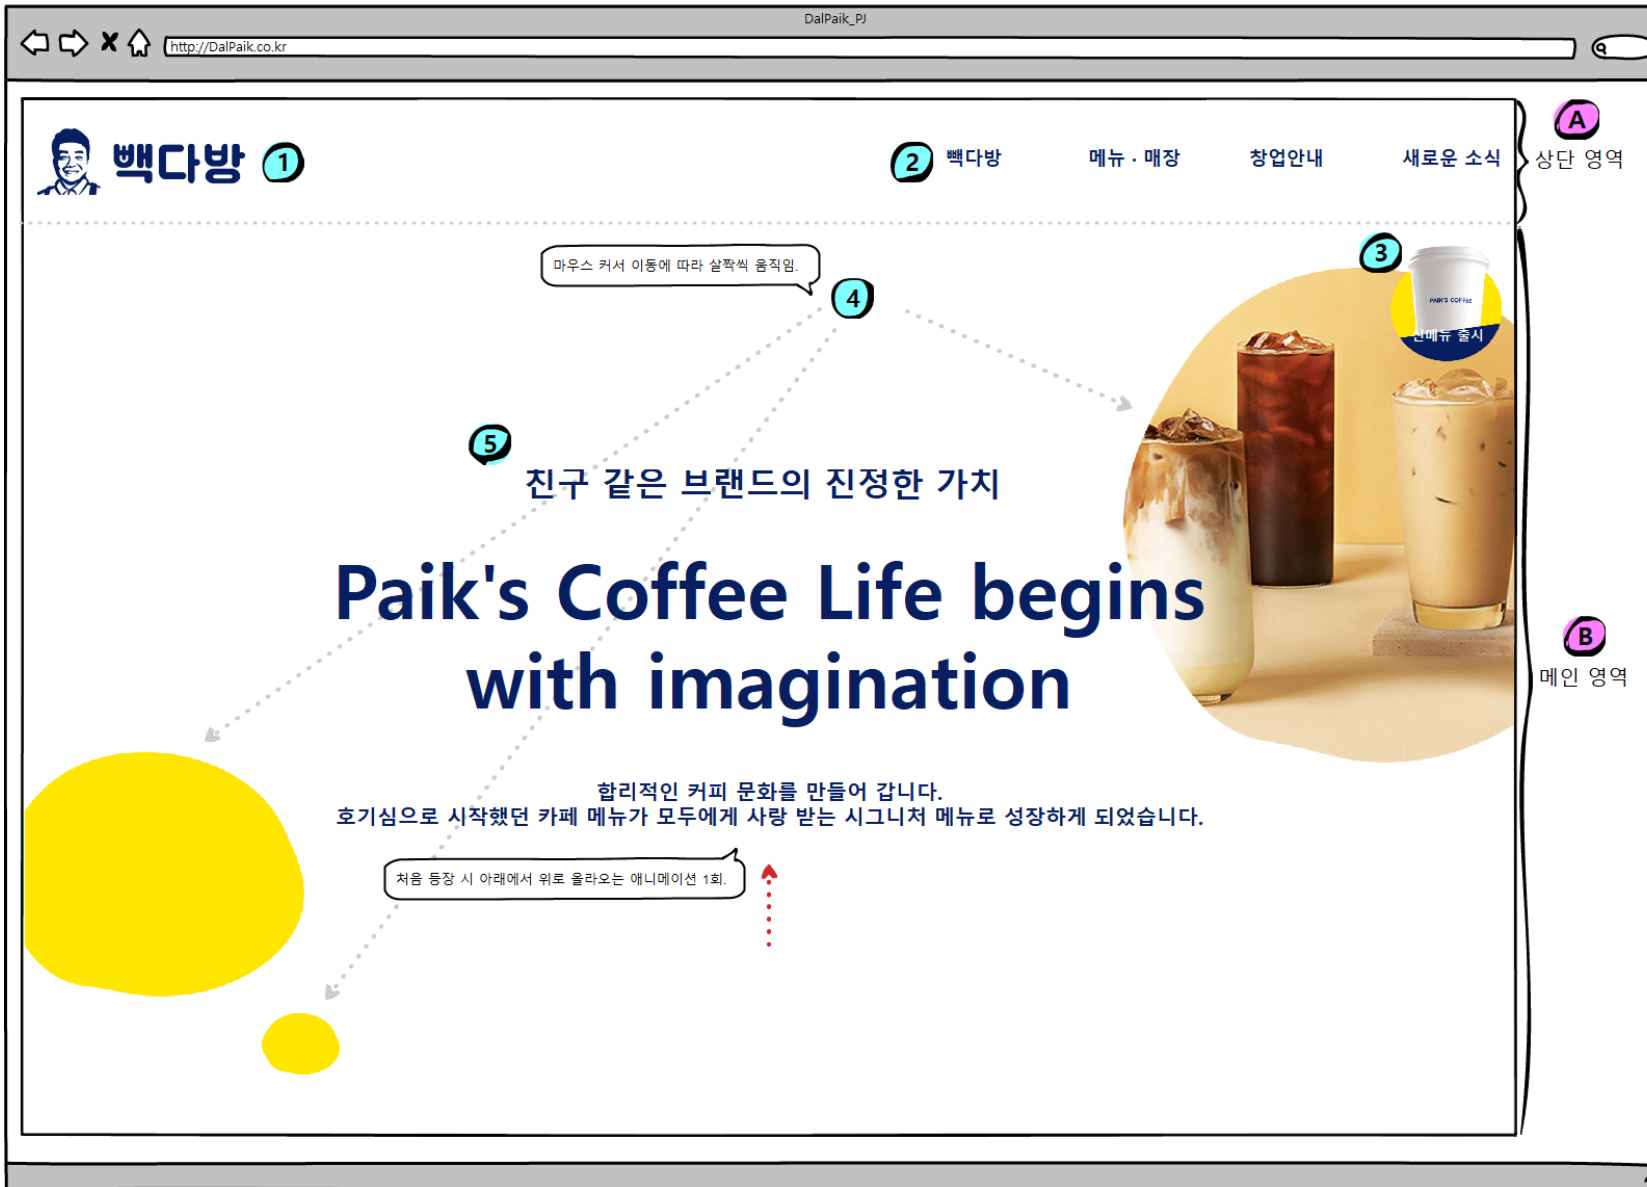 DalPaik_PJ
http://DalPaik.co.kr
빽다방
1
2
빽다방
메뉴 · 매장
창업안내
새로운 소식
A
상단 영역
마우스 커서 이동에 따라 살짝씩 움직임.
3
PAIK'S COFFEE
신메뉴 출시
4
5
친구 같은 브랜드의 진정한 가치
Paik's Coffee Life begins
with imagination
B
메인 영역
합리적인 커피 문화를 만들어 갑니다.
호기심으로 시작했던 카페 메뉴가 모두에게 사랑 받는 시그니처 메뉴로 성장하게 되었습니다.
처음 등장 시 아래에서 위로 올라오는 애니메이션 1회.